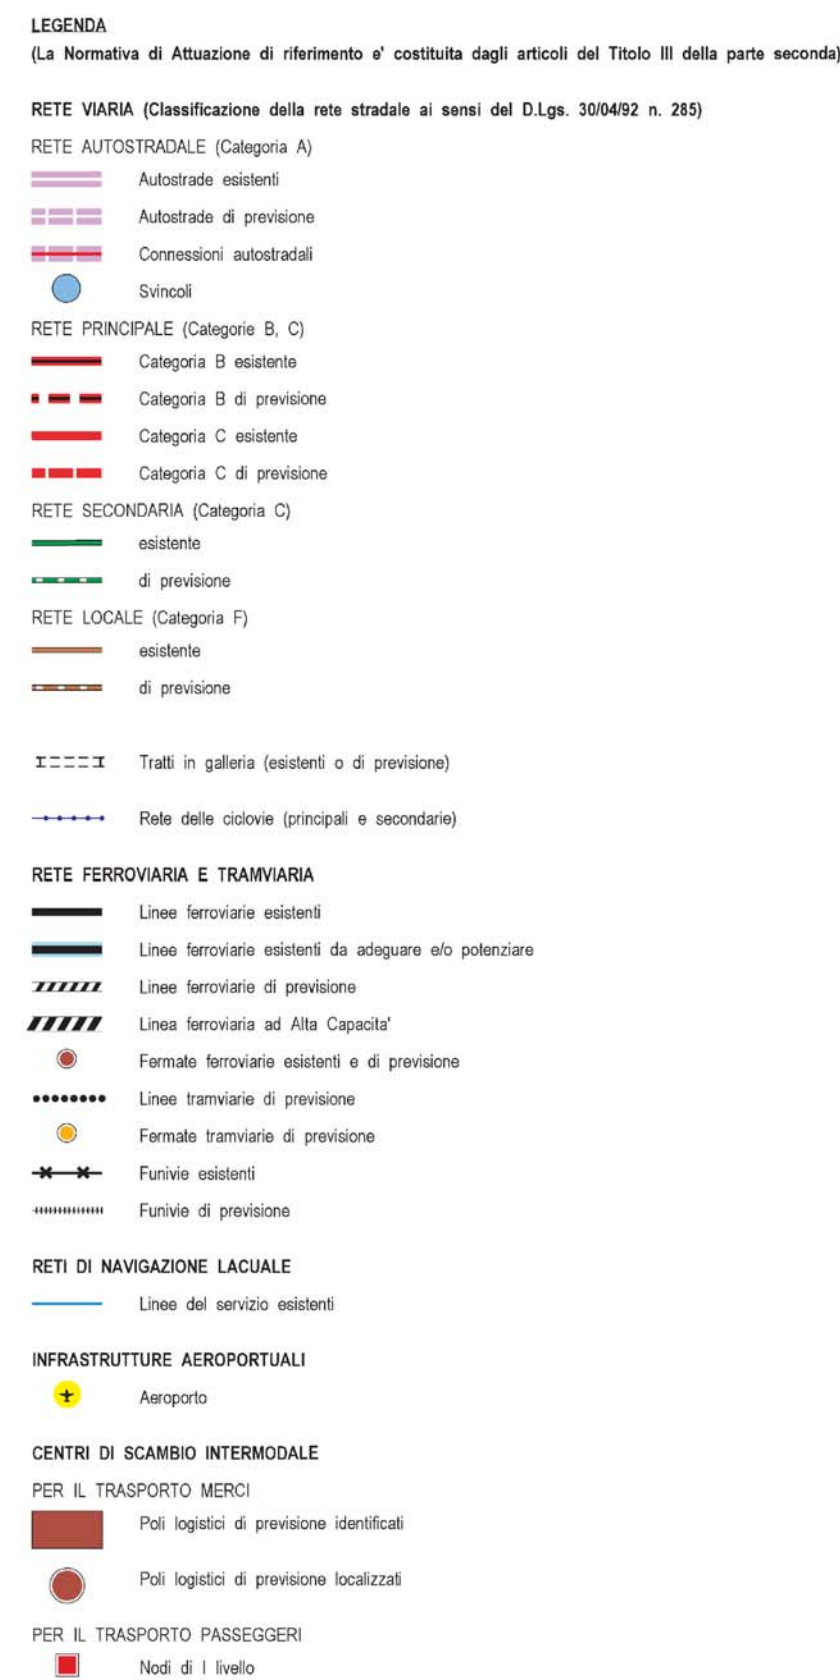 LEGENDA
(La Normativa di Attuazione di riferimento e' costituita dagli articoli del Titolo III della parte seconda)
RETE VIARIA (Classificazione della rete stradale ai sensi del D.Lgs. 30/04/92 n. 285)
RETE AUTOSTRADALE (Categoria A)
Autostrade esistenti
Autostrade di previsione
Connessioni autostradali
Svincoli
RETE PRINCIPALE (Categorie B, C)
Categoria B esistente
Categoria B di previsione
Categoria C esistente
Categoria C di previsione
RETE SECONDARIA (Categoria C)
esistente
di previsione
RETE LOCALE (Categoria F)
esistente
di previsione
Tratti in galleria (esistenti o di previsione)
Rete delle ciclovie (principali e secondarie)
RETE FERROVIARIA E TRAMVIARIA
Linee ferroviarie esistenti
Linee ferroviarie esistenti da adeguare e/o potenziare
Linee ferroviarie di previsione
Linea ferroviaria ad Alta Capacita'
Fermate ferroviarie esistenti e di previsione
Linee tramviarie di previsione
Fermate tramviarie di previsione
Funivie esistenti
Funivie di previsione
RETI DI NAVIGAZIONE LACUALE
Linee del servizio esistenti
INFRASTRUTTURE AEROPORTUALI
Aeroporto
CENTRI DI SCAMBIO INTERMODALE
PER IL TRASPORTO MERCI
Poli logistici di previsione identificati
Poli logistici di previsione localizzati
PER IL TRASPORTO PASSEGGERI
Nodi di I livello